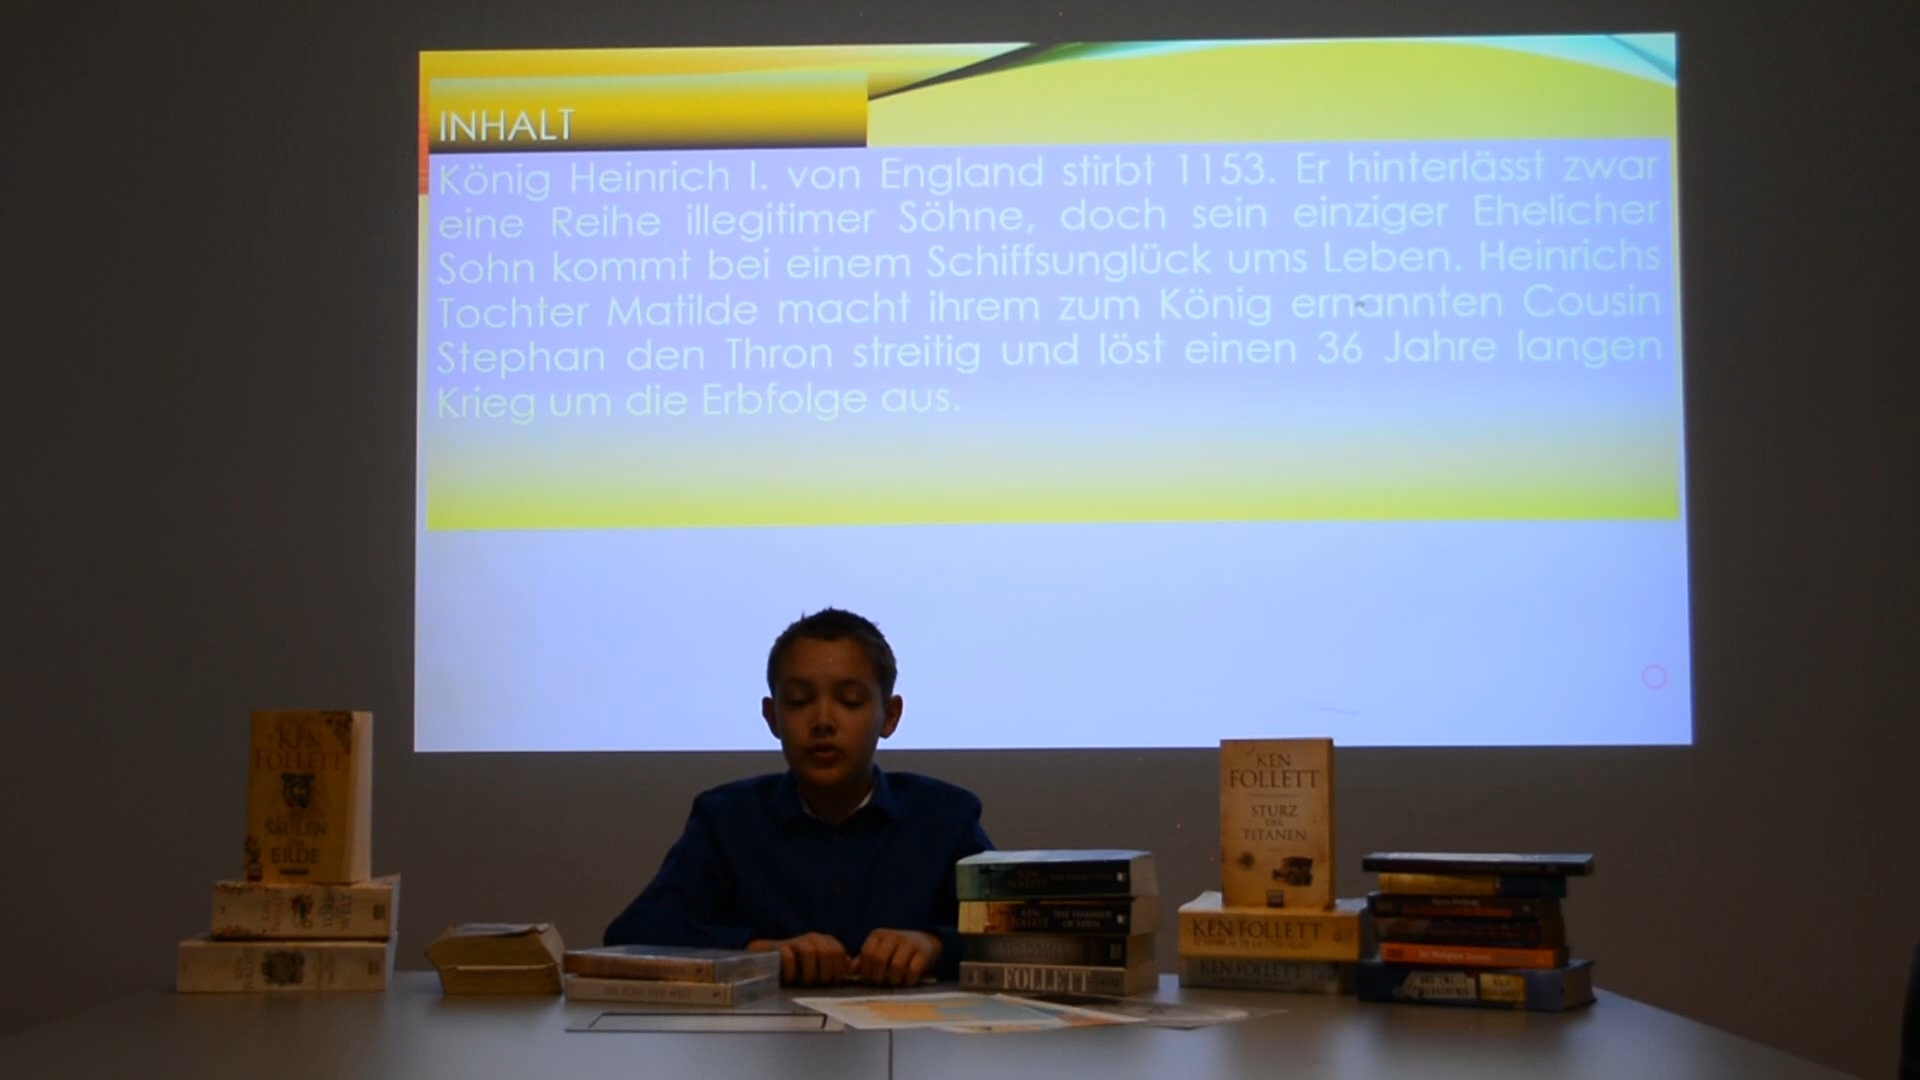 INHALT
König Heinrich I. von England stirbt 1153. Er hinterlässt zwar
eine Reihe illegitimer Söhne, doch sein einziger Ehelicher
Sohn kommt bei einem Schiffsunglück ums Leben. Heinrichs
Tochter Matilde macht ihrem zum König ernannten Cousin
Stephan den Thron streitig und löst einen 36 Jahre langen
Krieg um die Erbfolge aus.
KEN
FOLLETT
SÄULEN
ERDE
KEN
FOLLETT
STURZ
DER
TITANEN
KEN FOLLETT
KEN FOLLETT
FOLLETT